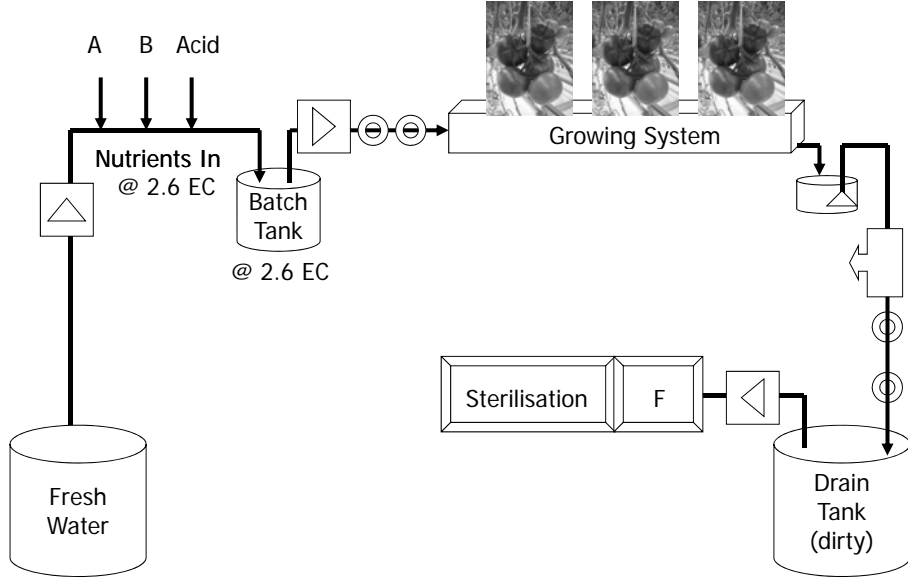 A B Acid
Nutrients In
@ 2.6 EC
Batch
Tank
@ 2.6 EC
Growing System
Sterilisation F
Fresh
Water
Drain
Tank
(dirty)